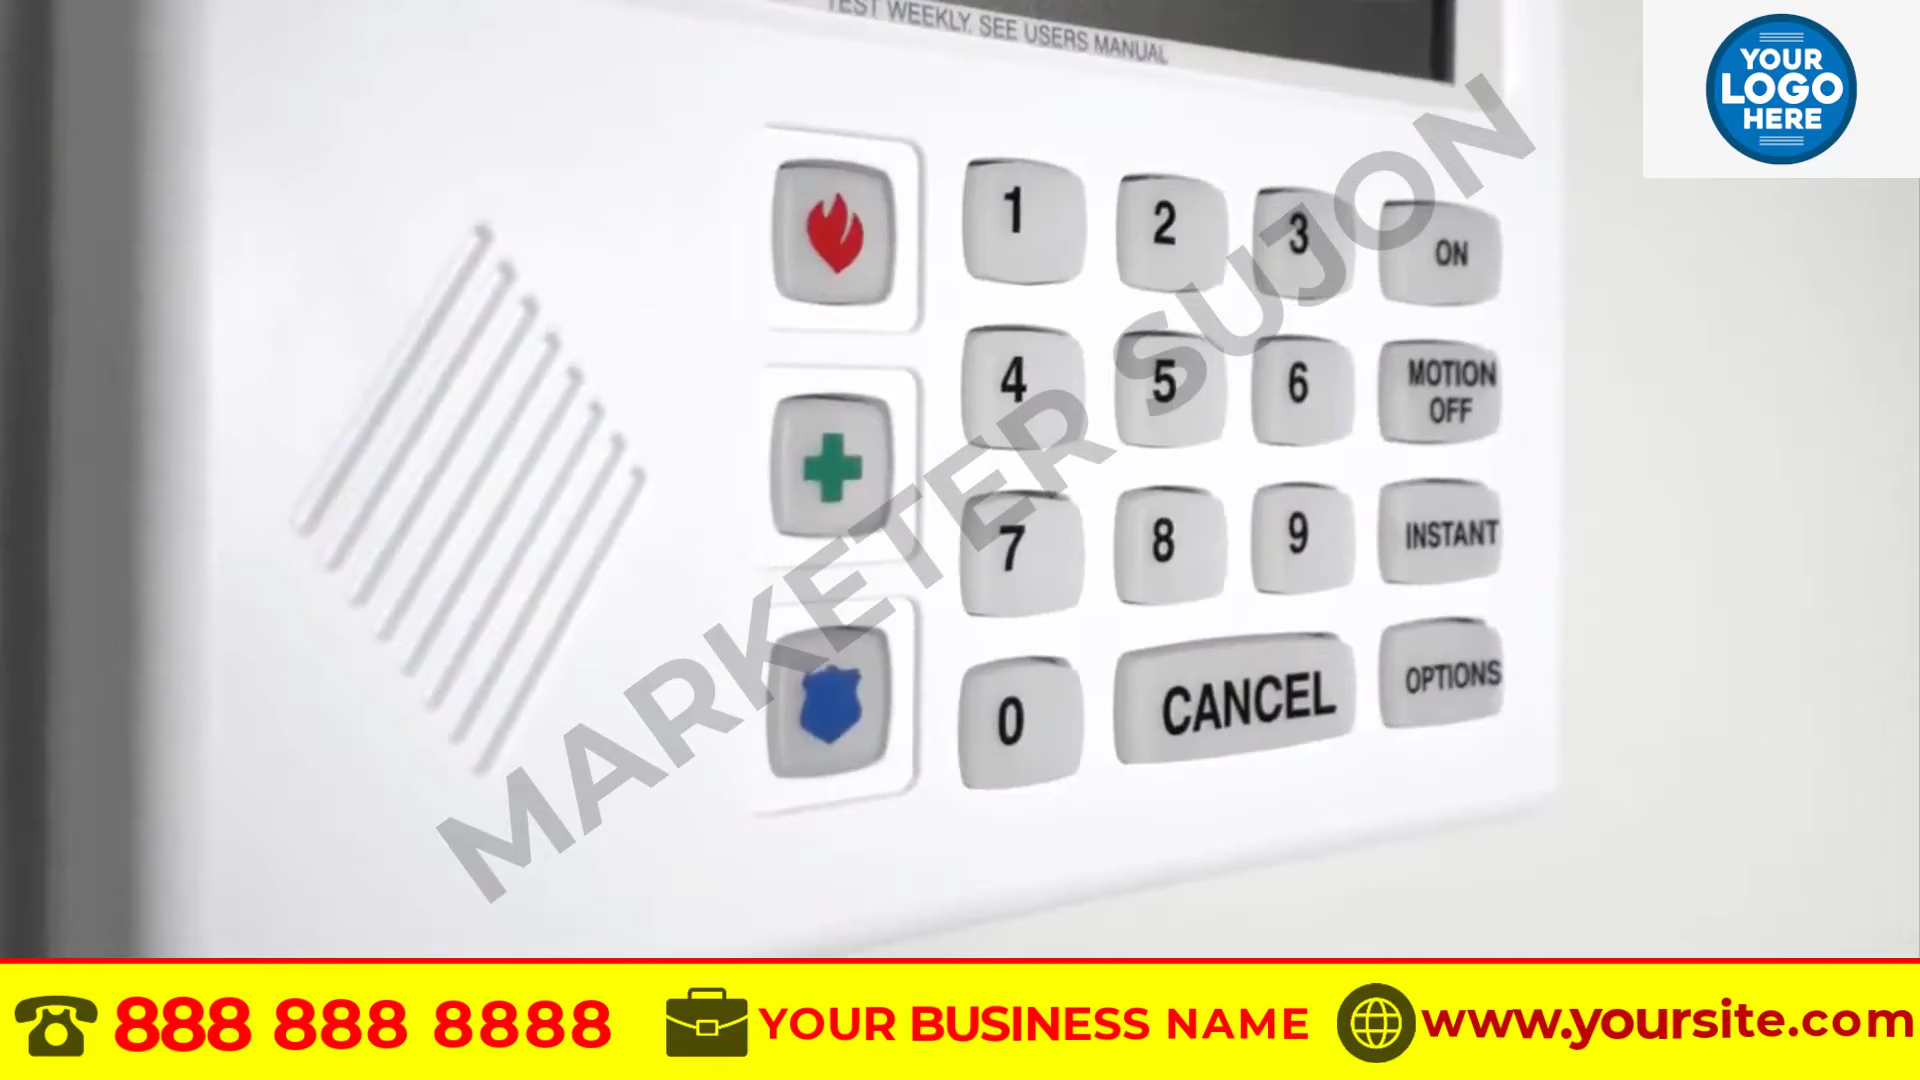 TEST WEEKLY. SEE USERS MANUAL
YOUR
LOGO
HERE
1 2 3 ON
4 5 6 MOTION
OFF
7 8 9 INSTANT
0 CANCEL OPTIONS
MARKETER SUJON
888 888 8888 YOUR BUSINESS NAME www.yoursite.com